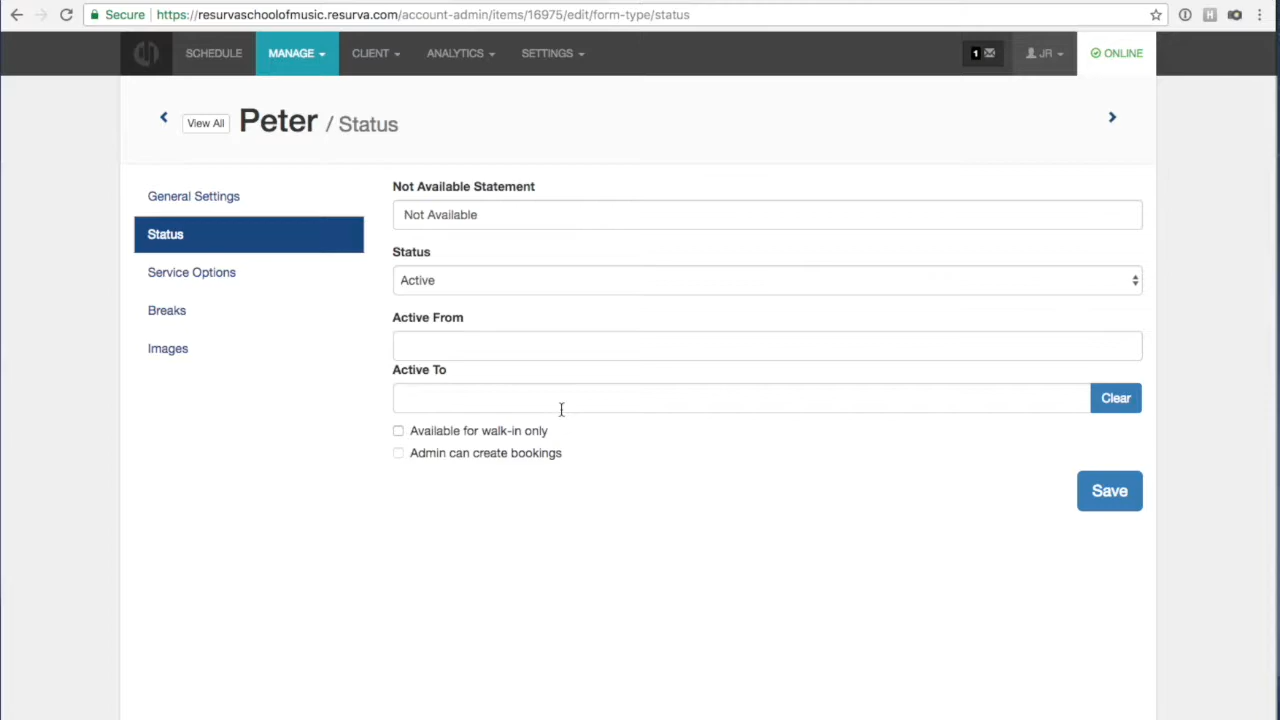 Secure https://resurvaschoolofmusic.resurva.com/account-admin/items/16975/edit/form-type/status
SCHEDULE MANAGE CLIENT ANALYTICS SETTINGS 1 JR ONLINE
View All Peter / Status
General Settings
Status
Service Options
Breaks
Images
Not Available Statement
Not Available
Status
Active
Active From
Active To
Clear
Available for walk-in only
Admin can create bookings
Save